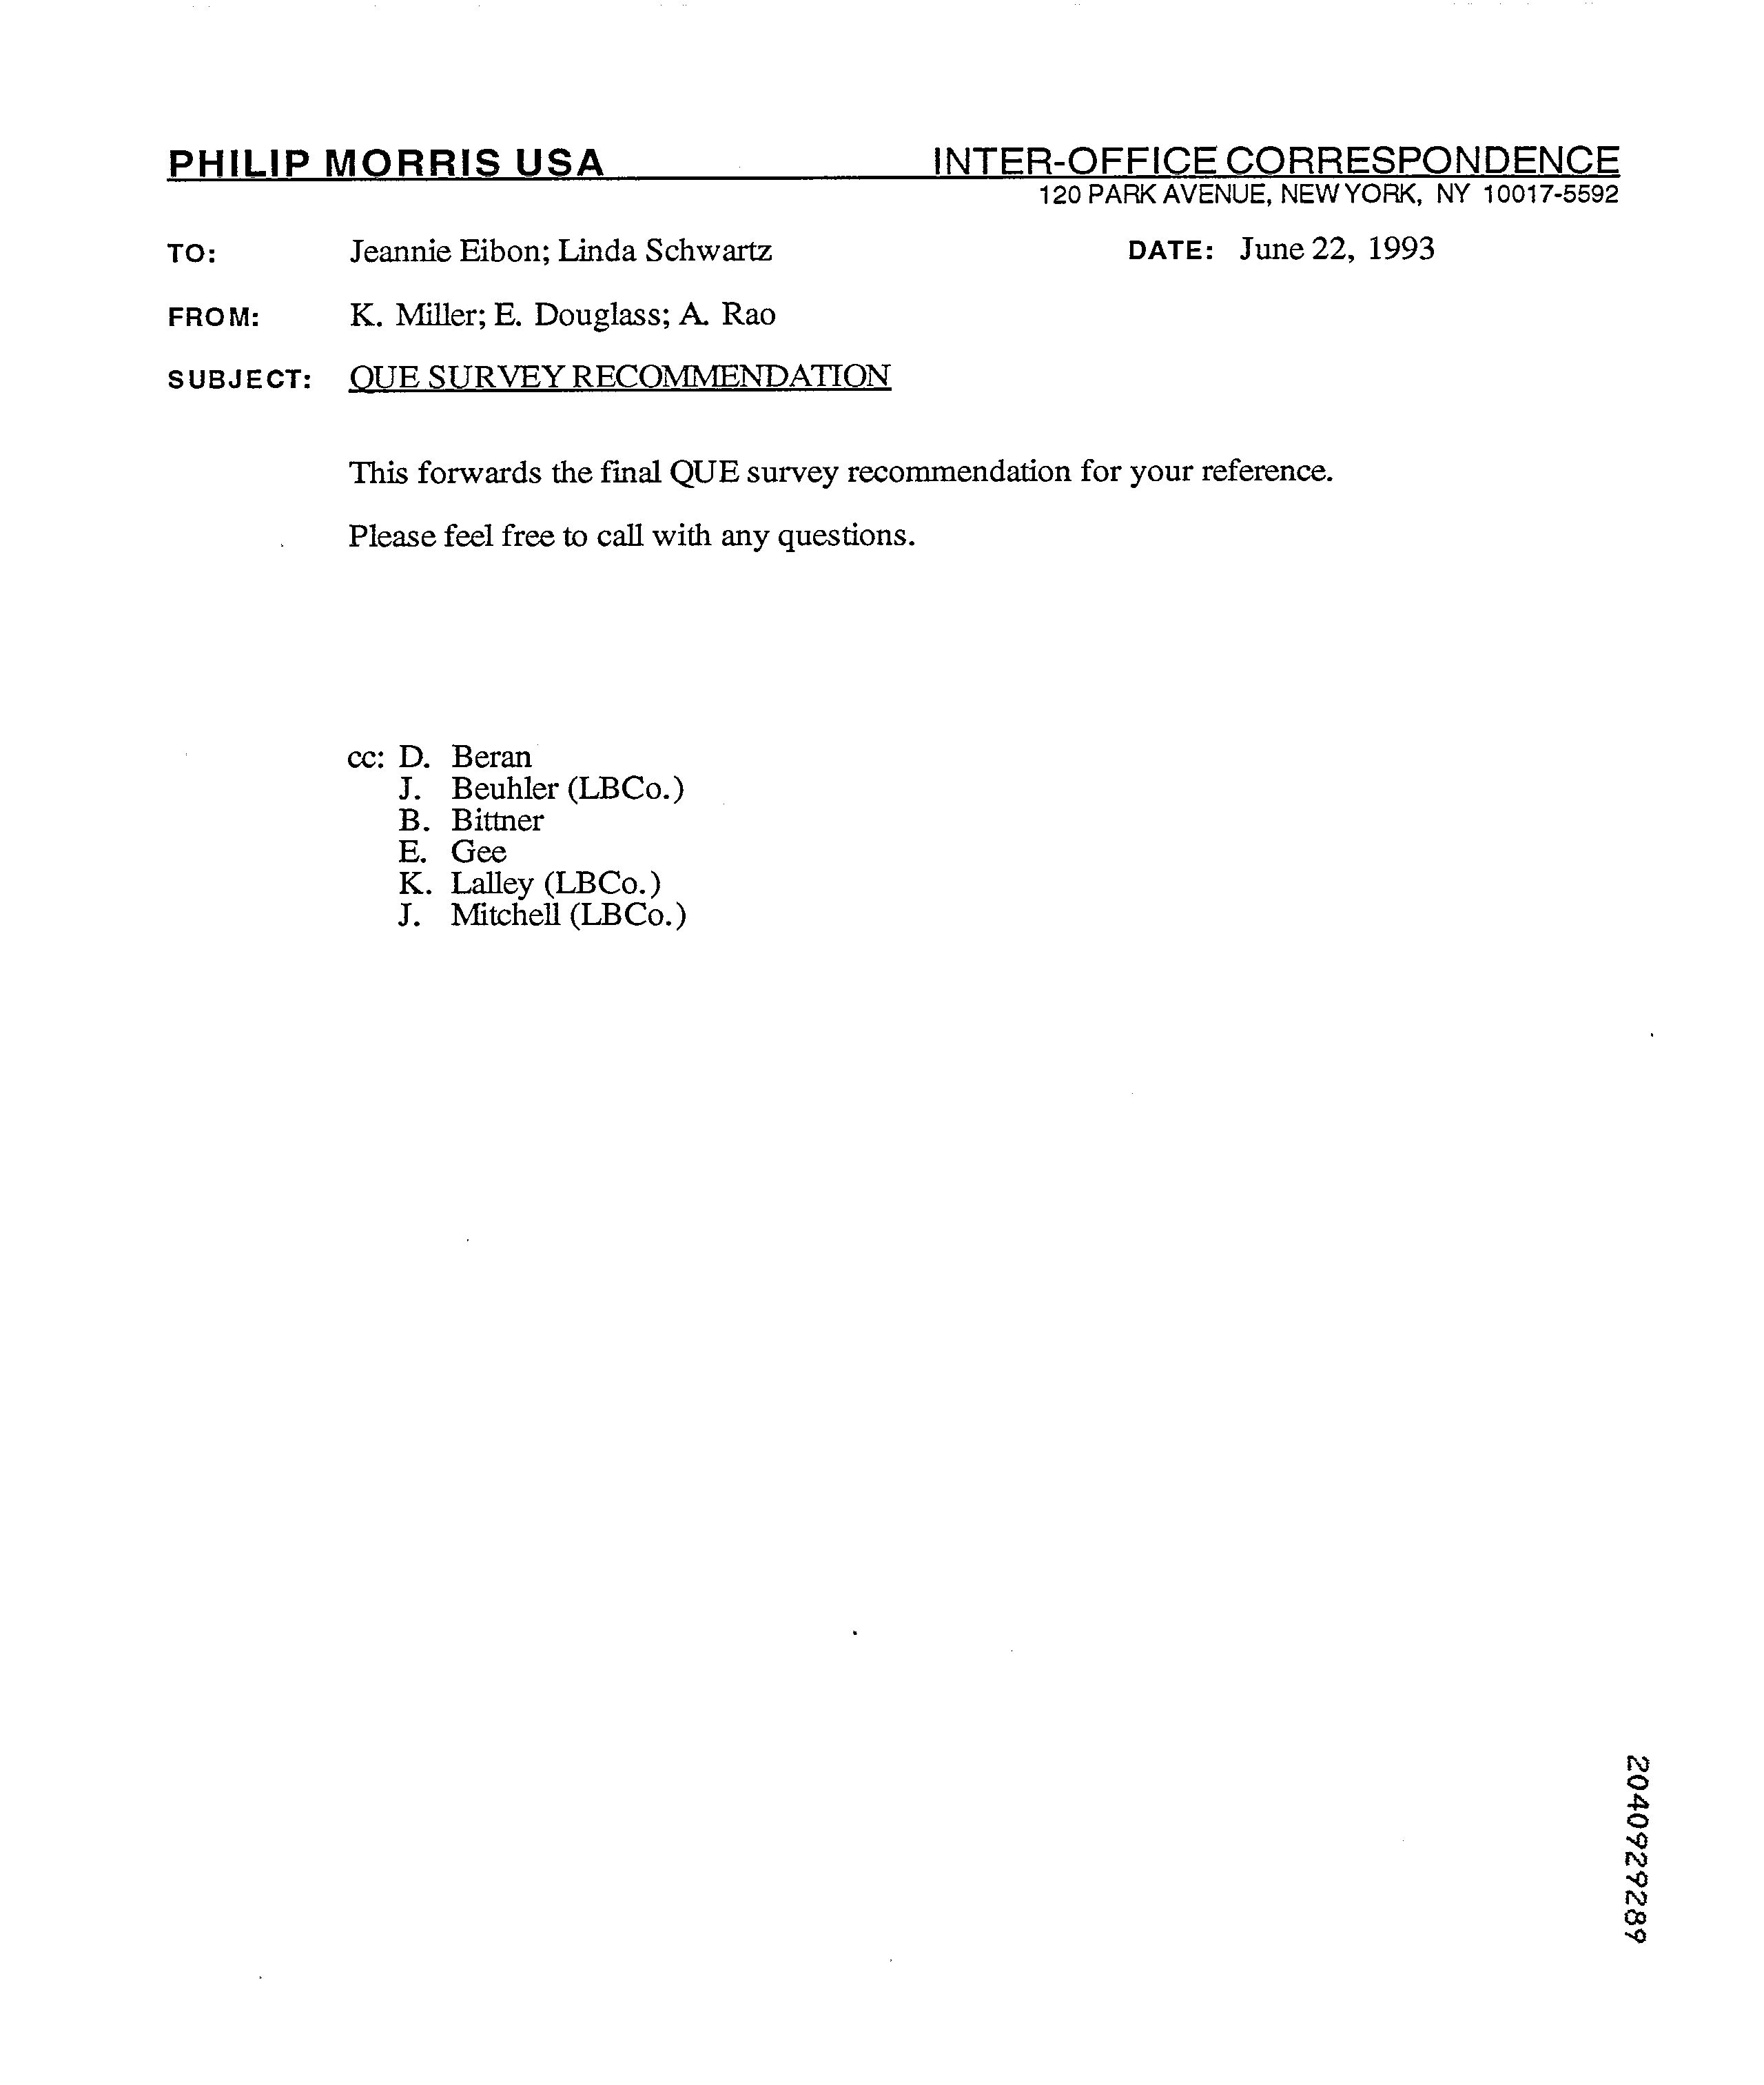 PHILIP MORRIS USA INTER-OFFICE CORRESPONDENCE
120 PARK AVENUE, NEW YORK, NY 10017-5592
TO: Jeannie Eibon; Linda Schwartz DATE: June 22, 1993
FROM: K. Miller; E. Douglass; A. Rao
SUBJECT: QUE SURVEY RECOMMENDATION
This forwards the final QUE survey recommendation for your reference.
Please feel free to call with any questions.
cc: D. Beran
J. Beuhler (LBCo.)
B. Bittner
E. Gee
K. Lalley (LBCo.)
J. Mitchell (LBCo.)
2040929289